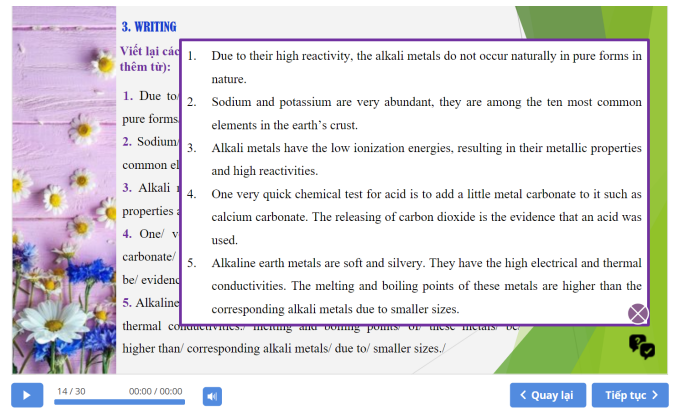 3. WRITING
Viết lại các
thêm từ):
1. Due to/
pure forms
2. Sodium/
common el
3. Alkali
properties
4. One/ v
carbonate/
be/ evidenc
5. Alkaline
thermal conductivities./ melting and boiling points/ of/ these metals/ be/
higher than/ corresponding alkali metals/ due to/ smaller sizes./
1. Due to their high reactivity, the alkali metals do not occur naturally in pure forms in
nature.
2. Sodium and potassium are very abundant, they are among the ten most common
elements in the earth's crust.
3. Alkali metals have the low ionization energies, resulting in their metallic properties
and high reactivities.
4. One very quick chemical test for acid is to add a little metal carbonate to it such as
calcium carbonate. The releasing of carbon dioxide is the evidence that an acid was
used.
5. Alkaline earth metals are soft and silvery. They have the high electrical and thermal
conductivities. The melting and boiling points of these metals are higher than the
corresponding alkali metals due to smaller sizes.
14 / 30
00:00 / 00:00
Quay lại
Tiếp tục